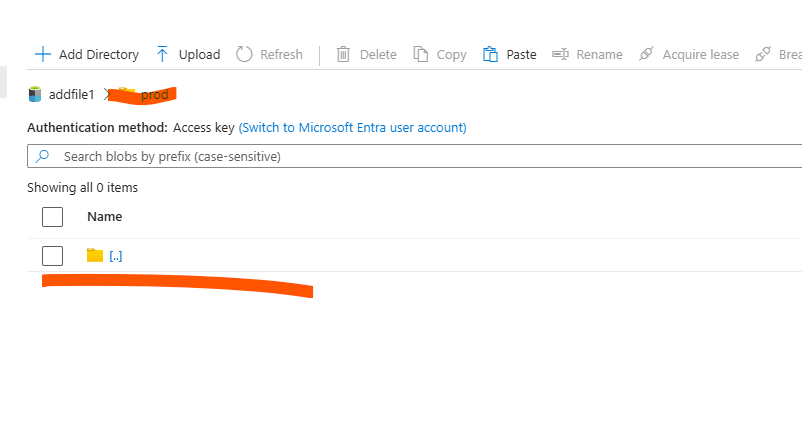 Add Directory Upload Refresh Delete Copy Paste Rename Acquire lease Brea
addfile1 > prod
Authentication method: Access key (Switch to Microsoft Entra user account)
Search blobs by prefix (case-sensitive)
Showing all 0 items
Name
[..]